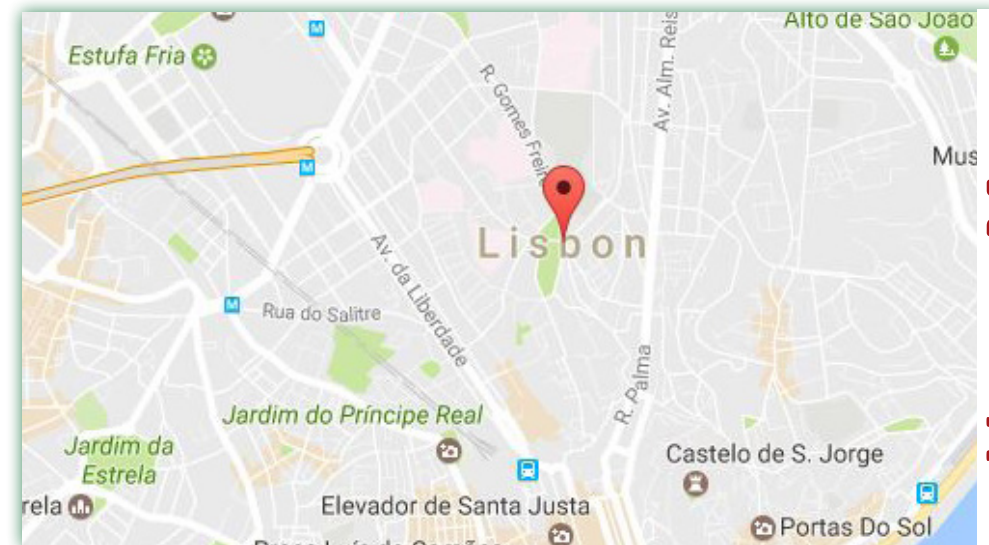 Alto de São João
Estufa Fria
M
R. Gomes Freire
Av. Alm. Reis
M
Mus
Lisbon
Av. da Liberdade
M
Rua do Salitre
R. Palma
Jardim do Príncipe Real
Jardim da
Estrela
Castelo de S. Jorge
rela
Elevador de Santa Justa
Portas Do Sol